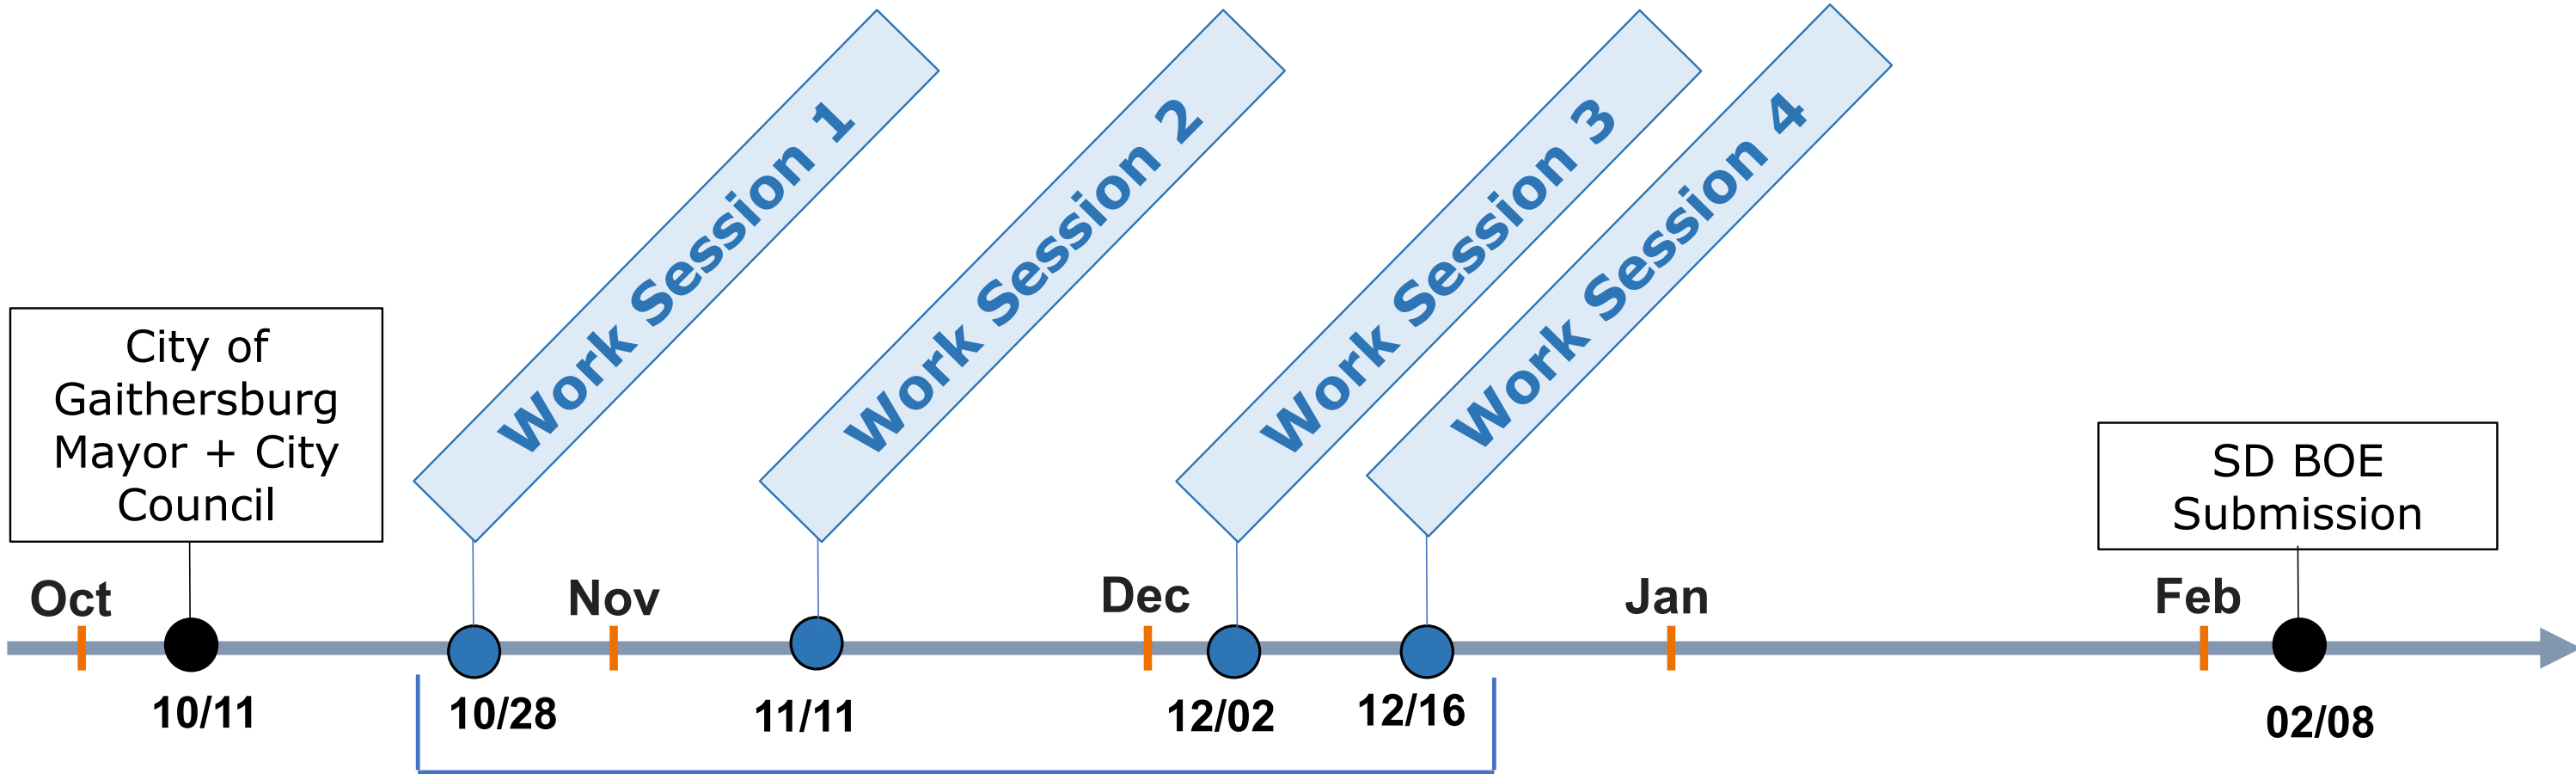 Work Session 1
Work Session 2
Work Session 3
Work Session 4
City of
Gaithersburg
Mayor + City
Council
SD BOE
Submission
Oct
Nov
Dec
Jan
Feb
10/11
10/28
11/11
12/02
12/16
02/08